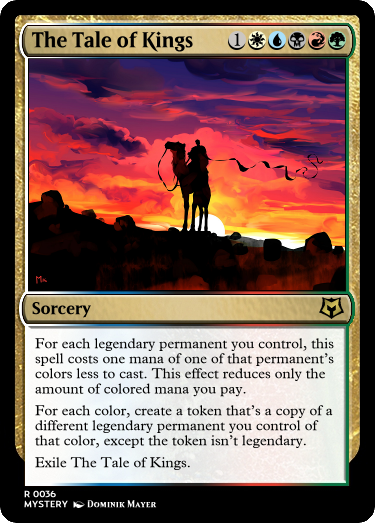 The Tale of Kings 1
Sorcery
For each legendary permanent you control, this
spell costs one mana of one of that permanent's
colors less to cast. This effect reduces only the
amount of colored mana you pay.
For each color, create a token that's a copy of a
different legendary permanent you control of
that color, except the token isn't legendary.
Exile The Tale of Kings.
R 0036
MYSTERY Dominik Mayer